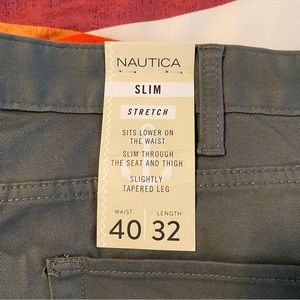 NAUTICA
SLIM
STRETCH
SITS LOWER ON
THE WAIST
SLIM THROUGH
THE SEAT AND THIGH
SLIGHTLY
TAPERED LEG
WAIST LENGTH
40 32